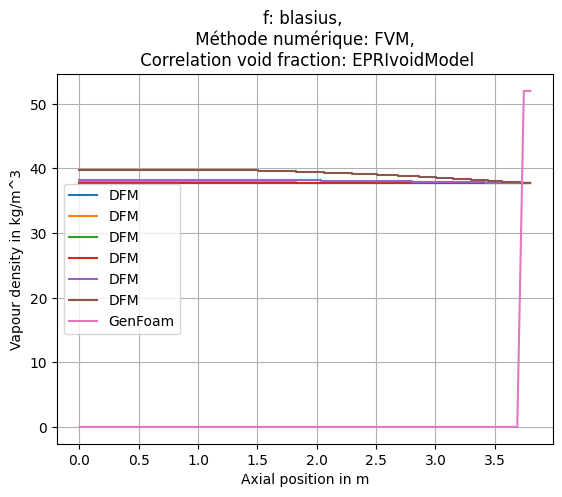 f: blasius,
Méthode numérique: FVM,
Correlation void fraction: EPRIvoidModel
Vapour density in kg/m^3
50
40
30
20
10
0
DFM
DFM
DFM
DFM
DFM
DFM
GenFoam
0.0 0.5 1.0 1.5 2.0 2.5 3.0 3.5
Axial position in m